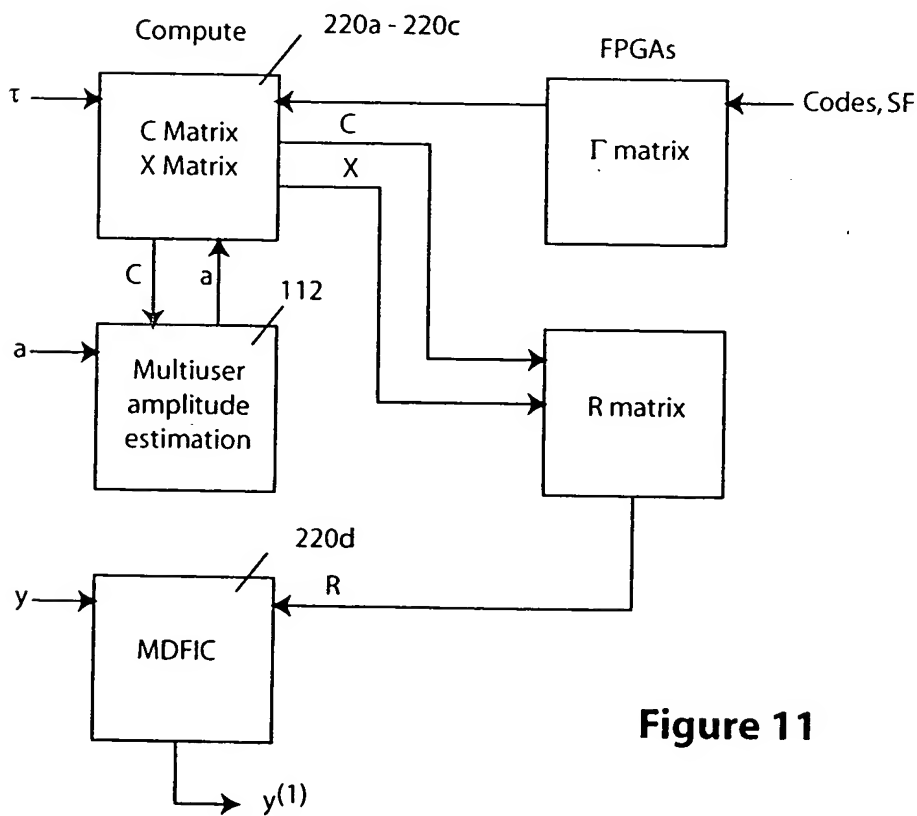 Compute
220a - 220c
FPGAs
τ
C Matrix
X Matrix
C
X
Γ matrix
Codes, SF
C
a
112
a
Multiuser
amplitude
estimation
R matrix
220d
y
R
MDFIC
y(1)
Figure 11